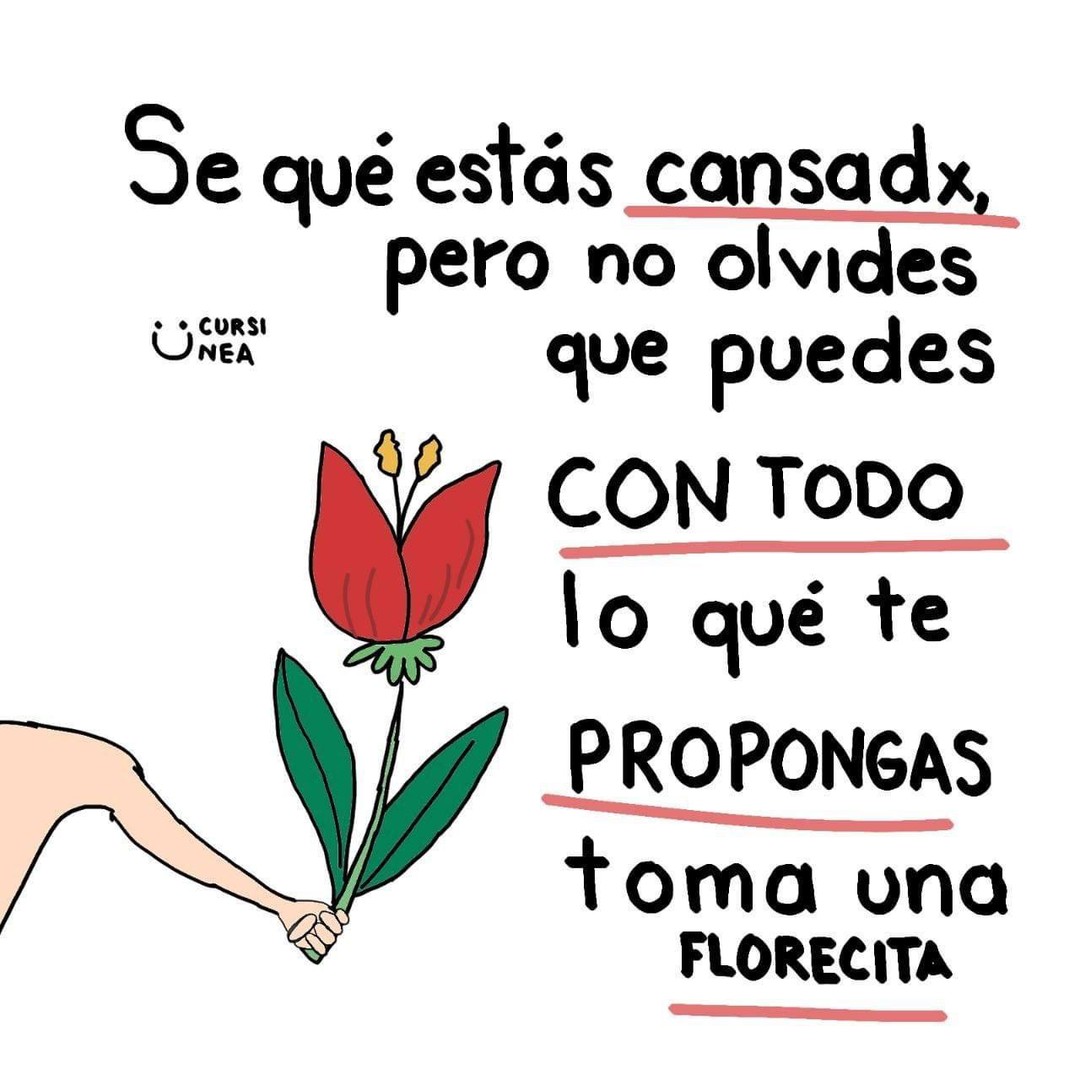 Se qué estás cansadx,
pero no olvides
que puedes
CURSI
NEA
CON TODO
lo qué te
PROPONGAS
toma una
FLORECITA